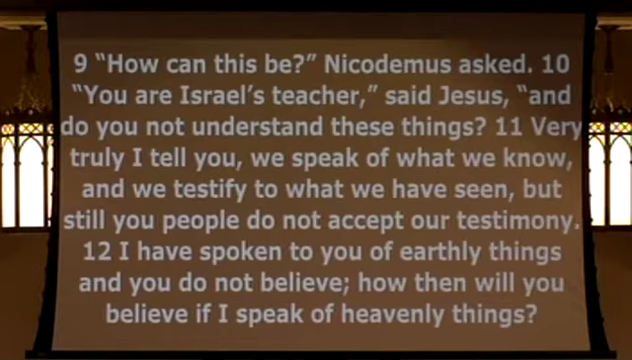 9 “How can this be?” Nicodemus asked. 10
“You are Israel’s teacher,” said Jesus, “and
do you not understand these things? 11 Very
truly I tell you, we speak of what we know,
and we testify to what we have seen, but
still you people do not accept our testimony.
12 I have spoken to you of earthly things
and you do not believe; how then will you
believe if I speak of heavenly things?